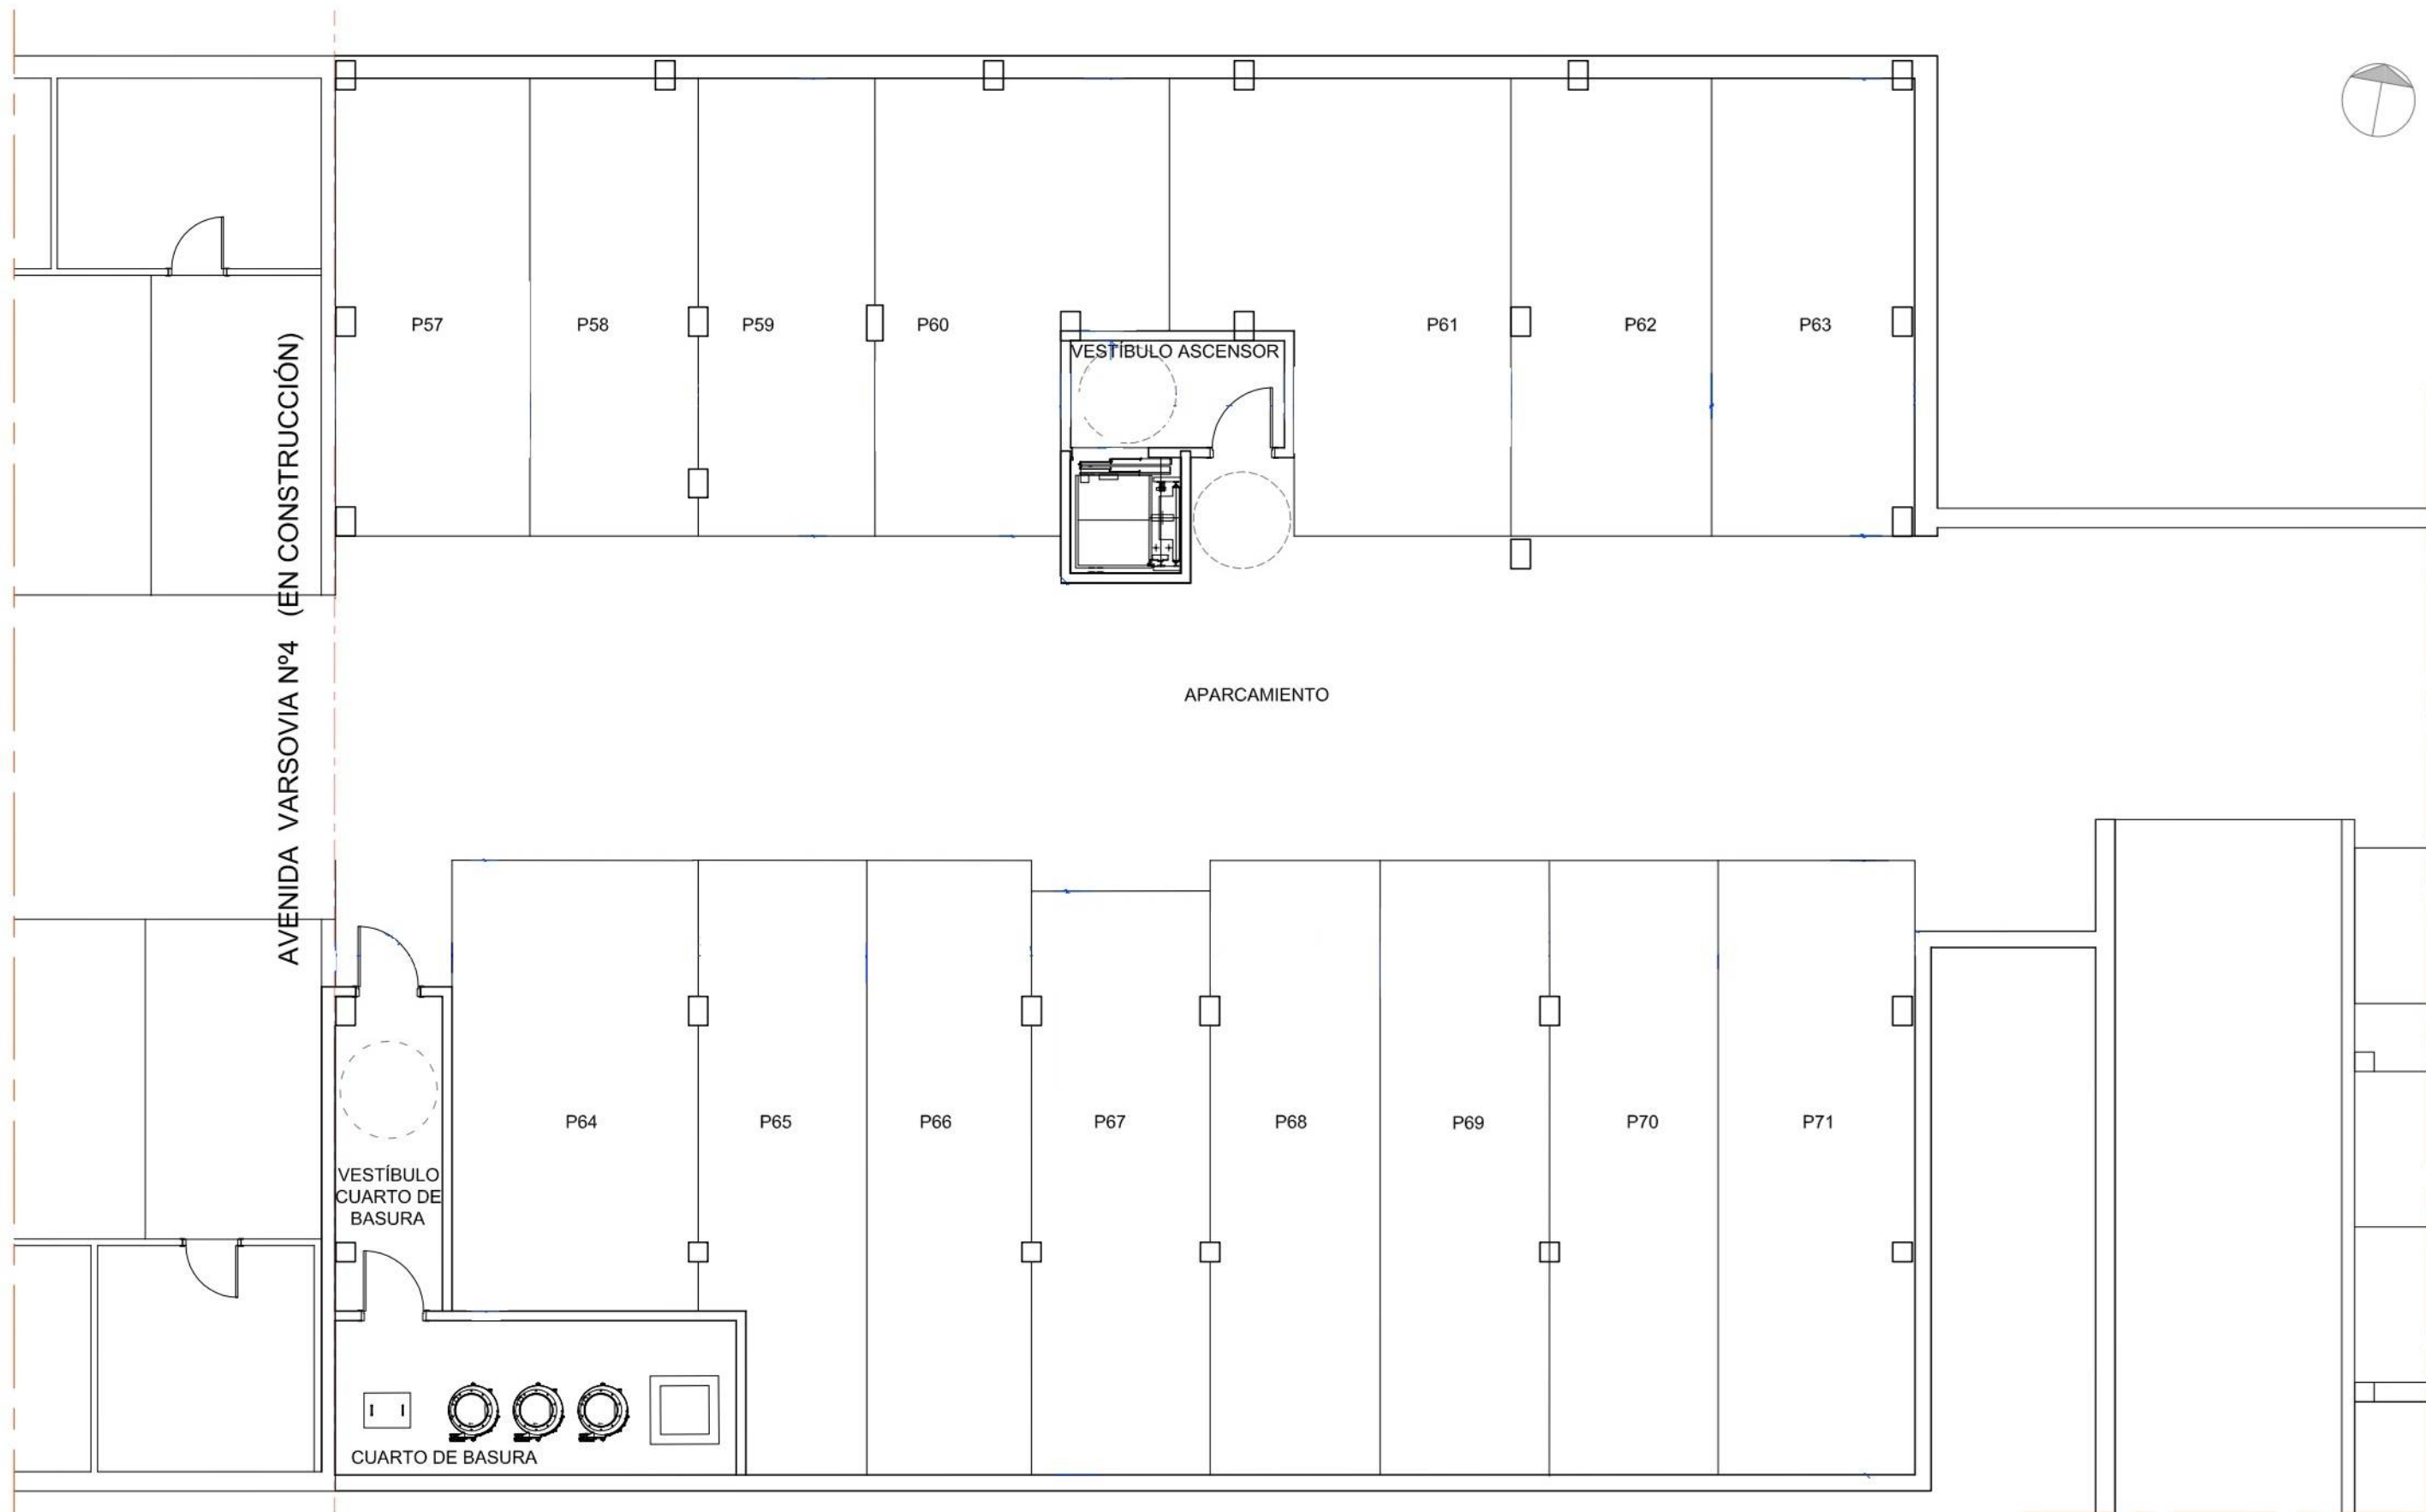 P57
P58
P59
P60
P61
P62
P63
VESTÍBULO ASCENSOR
AVENIDA VARSOVIA Nº4 (EN CONSTRUCCIÓN)
APARCAMIENTO
P64
P65
P66
P67
P68
P69
P70
P71
VESTÍBULO
CUARTO DE
BASURA
CUARTO DE BASURA